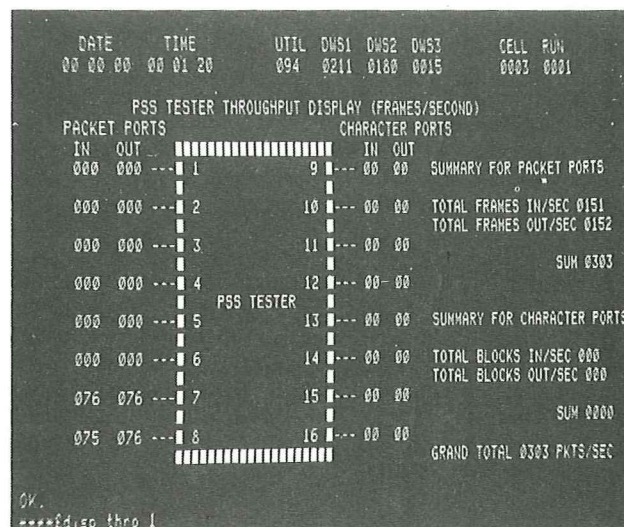 DATE TIME UTIL DWS1 DWS2 DWS3 CELL RUN
00 00 00 00 01 20 094 0211 0180 0015 0003 0001
PSS TESTER THROUGHPUT DISPLAY (FRAMES/SECOND)
PACKET PORTS CHARACTER PORTS
IN OUT IN OUT
000 000 --- 1 9 --- 00 00 SUMMARY FOR PACKET PORTS
000 000 --- 2 10 --- 00 00 TOTAL FRAMES IN/SEC 0151
TOTAL FRAMES OUT/SEC 0152
000 000 --- 3 11 --- 00 00
SUM 0303
000 000 --- 4 12 --- 00 00
PSS TESTER
000 000 --- 5 13 --- 00 00 SUMMARY FOR CHARACTER PORTS
000 000 --- 6 14 --- 00 00 TOTAL BLOCKS IN/SEC 000
TOTAL BLOCKS OUT/SEC 000
076 076 --- 7 15 --- 00 00
SUM 0000
075 076 --- 8 16 --- 00 00
GRAND TOTAL 0303 PKTS/SEC
OK.
----£disp thro 1